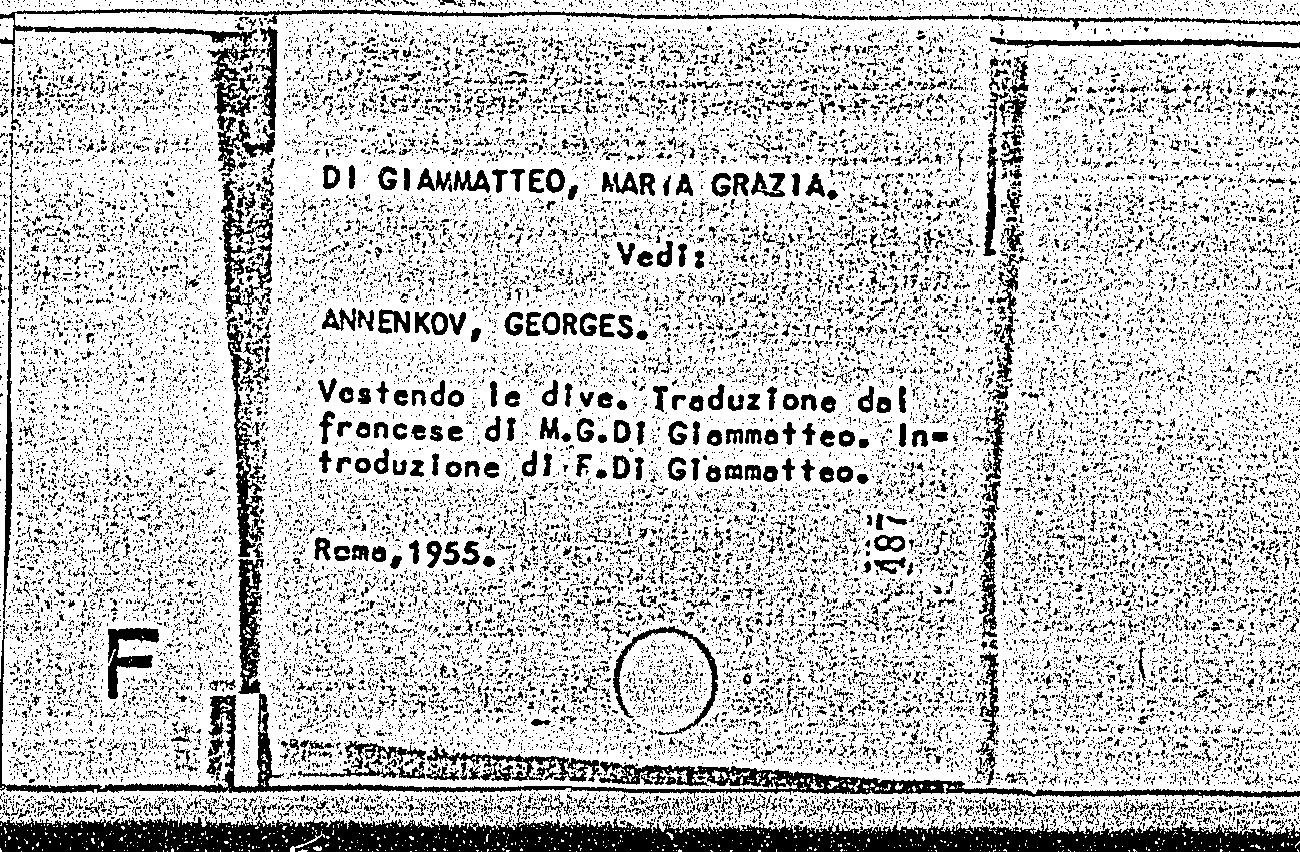 DI GIAMMATTEO, MARIA GRAZIA.
Vedi:
ANNENKOV, GEORGES.
Vestendo le dive. Traduzione dal
francese di M.G.Di Giammatteo. In=
troduzione di F.Di Giammatteo.
Roma,1955.
187
F